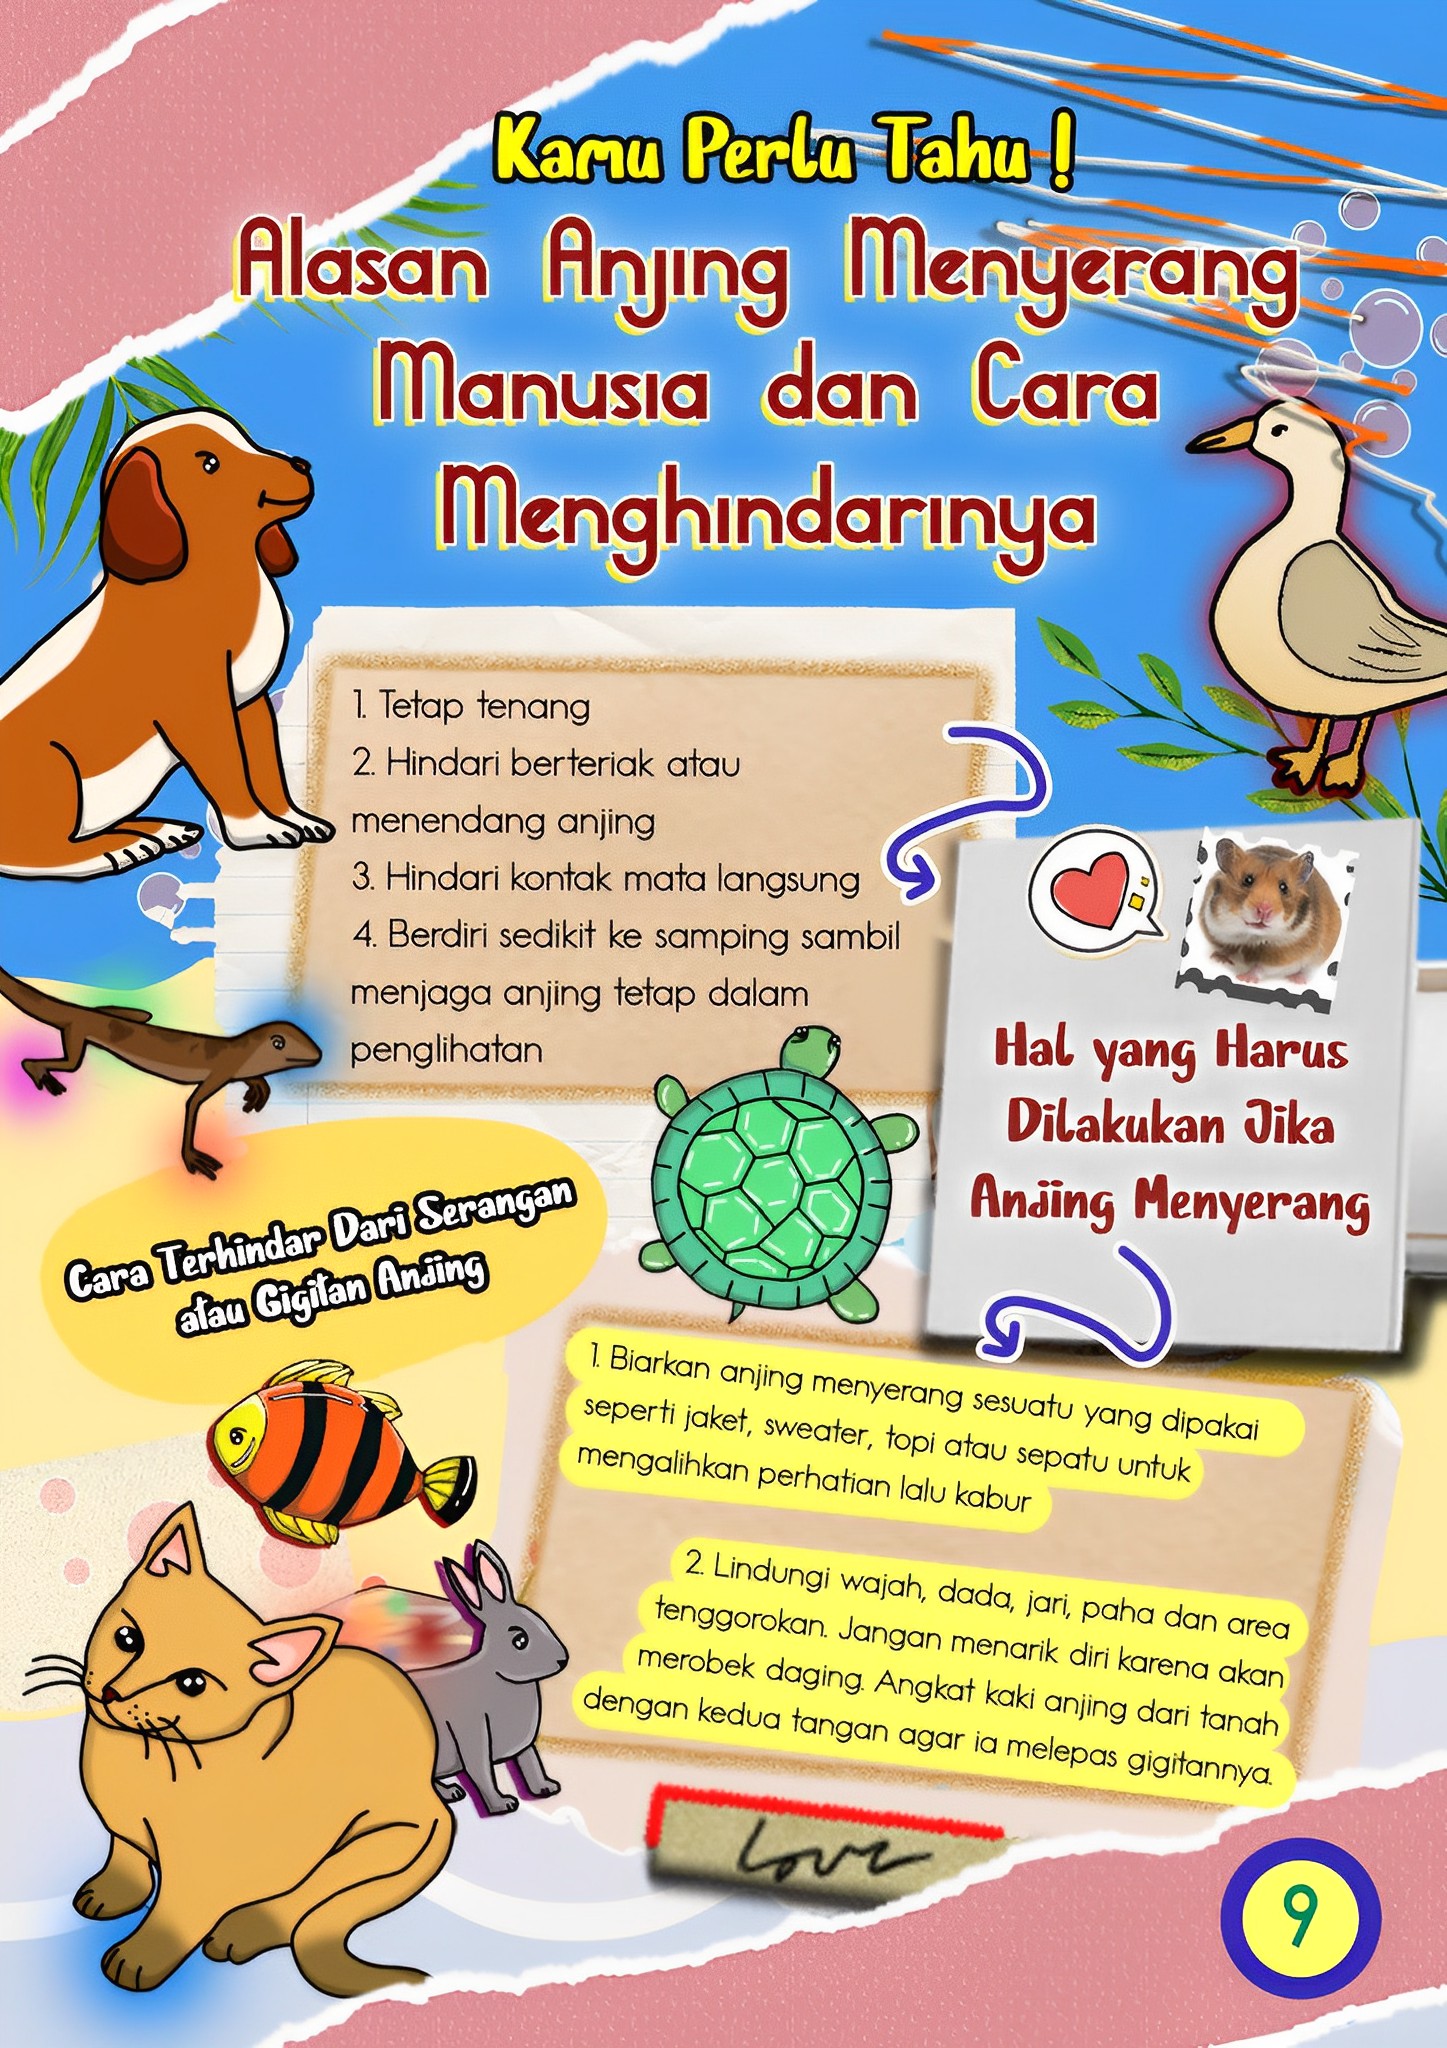 Kamu Perlu Tahu !
Alasan Anjing Menyerang
Manusia dan Cara
Menghindarinya
1. Tetap tenang
2. Hindari berteriak atau
menendang anjing
3. Hindari kontak mata langsung
4. Berdiri sedikit ke samping sambil
menjaga anjing tetap dalam
penglihatan
Hal yang Harus
Dilakukan Jika
Anjing Menyerang
Cara Terhindar Dari Serangan
atau Gigitan Anjing
1. Biarkan anjing menyerang sesuatu yang dipakai
seperti jaket, sweater, topi atau sepatu untuk
mengalihkan perhatian lalu kabur
2. Lindungi wajah, dada, jari, paha dan area
tenggorokan. Jangan menarik diri karena akan
merobek daging. Angkat kaki anjing dari tanah
dengan kedua tangan agar ia melepas gigitannya.
Love
9